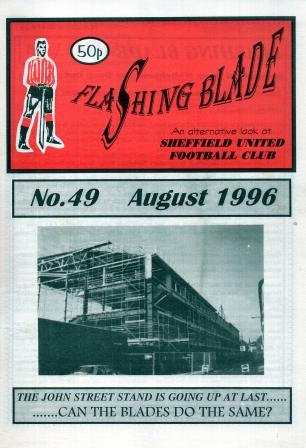 50p
FLASHING BLADE
An alternative look at
SHEFFIELD UNITED
FOOTBALL CLUB
No.49 August 1996
THE JOHN STREET STAND IS GOING UP AT LAST......
.......CAN THE BLADES DO THE SAME?